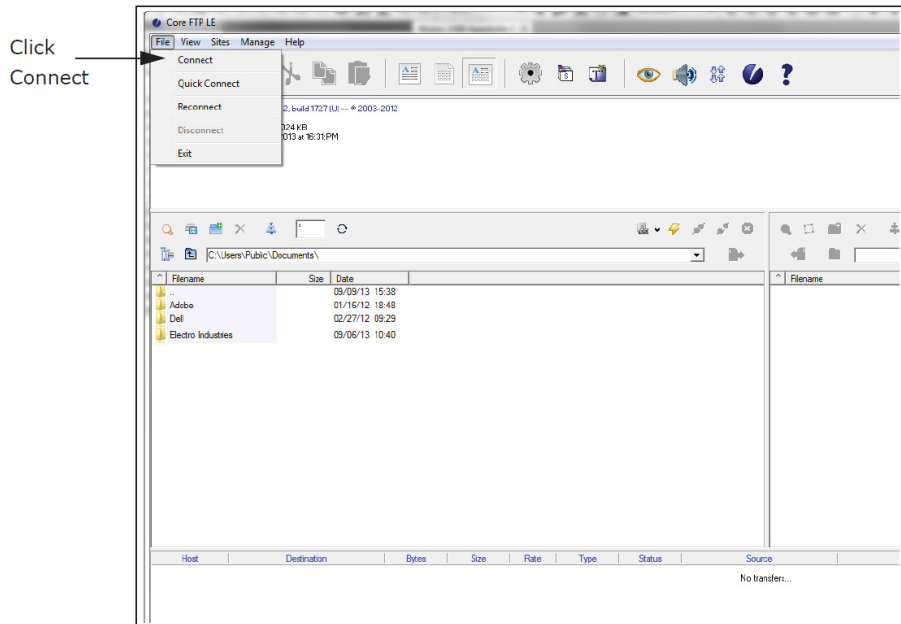 Click
Connect
Core FTP LE
File View Sites Manage Help
Connect
Quick Connect
Reconnect
Disconnect
Exit
2, build 1727 (U) -- © 2003-2012
024 KB
2013 at 16:31:PM
C:\Users\Public\Documents\
^ Filename Size Date
.. 09/09/13 15:38
Adobe 01/16/12 18:48
Dell 02/27/12 09:29
Electro Industries 09/06/13 10:40
^ Filename
Host Destination Bytes Size Rate Type Status Source
No transfers...